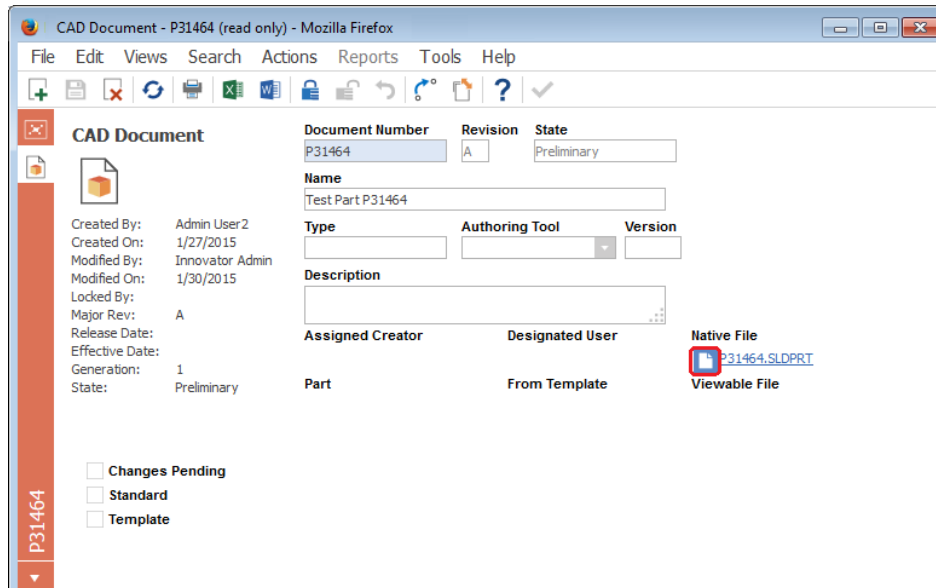 CAD Document - P31464 (read only) - Mozilla Firefox
File Edit Views Search Actions Reports Tools Help
CAD Document
Document Number Revision State
P31464 A Preliminary
Name
Test Part P31464
Created By: Admin User2
Created On: 1/27/2015
Modified By: Innovator Admin
Modified On: 1/30/2015
Locked By:
Major Rev: A
Release Date:
Effective Date:
Generation: 1
State: Preliminary
Type Authoring Tool Version
Description
Assigned Creator Designated User Native File
P31464.SLDPRT
Part From Template Viewable File
Changes Pending
Standard
Template
P31464